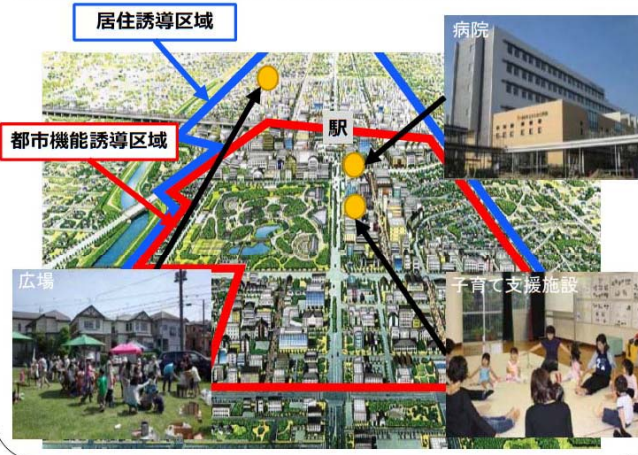 居住誘導区域
病院
駅
都市機能誘導区域
広場
子育て支援施設